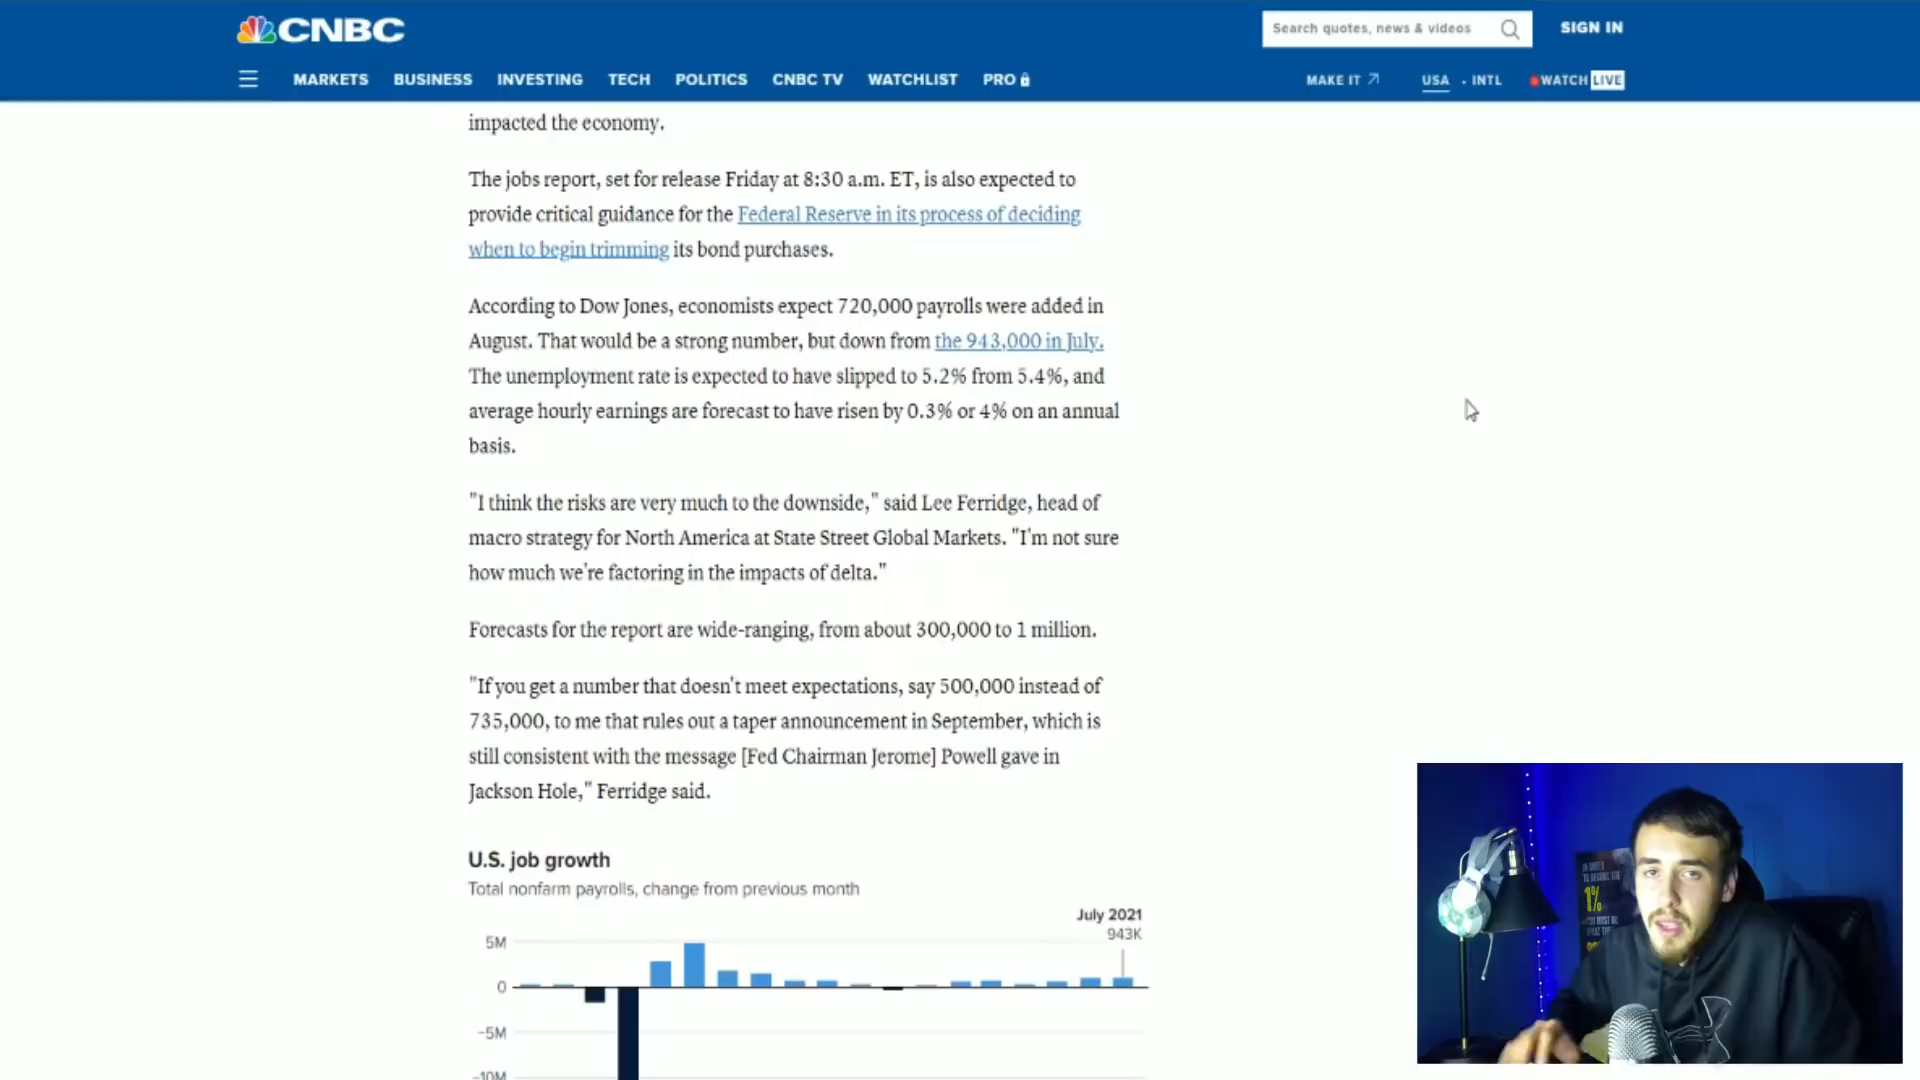 CNBC
Search quotes, news & videos
SIGN IN
MARKETS BUSINESS INVESTING TECH POLITICS CNBC TV WATCHLIST PRO
MAKE IT USA • INTL WATCH LIVE
impacted the economy.
The jobs report, set for release Friday at 8:30 a.m. ET, is also expected to
provide critical guidance for the Federal Reserve in its process of deciding
when to begin trimming its bond purchases.
According to Dow Jones, economists expect 720,000 payrolls were added in
August. That would be a strong number, but down from the 943,000 in July.
The unemployment rate is expected to have slipped to 5.2% from 5.4%, and
average hourly earnings are forecast to have risen by 0.3% or 4% on an annual
basis.
"I think the risks are very much to the downside," said Lee Ferridge, head of
macro strategy for North America at State Street Global Markets. "I'm not sure
how much we're factoring in the impacts of delta."
Forecasts for the report are wide-ranging, from about 300,000 to 1 million.
"If you get a number that doesn't meet expectations, say 500,000 instead of
735,000, to me that rules out a taper announcement in September, which is
still consistent with the message [Fed Chairman Jerome] Powell gave in
Jackson Hole," Ferridge said.
U.S. job growth
Total nonfarm payrolls, change from previous month
July 2021
943K
5M
0
−5M
−10M
IN ORDER
TO BECOME THE
1%
YOU MUST DO